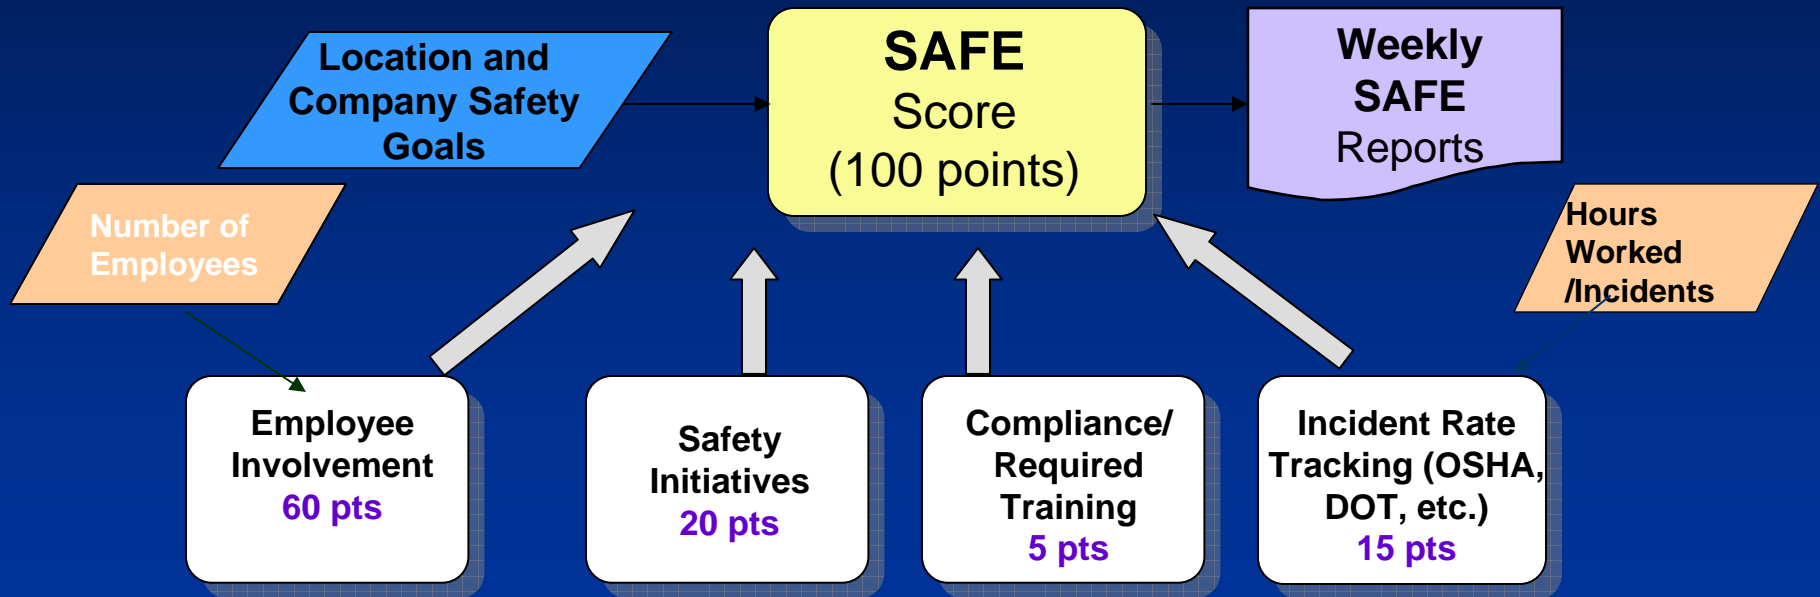 Location and
Company Safety
Goals
SAFE
Score
(100 points)
Weekly
SAFE
Reports
Number of
Employees
Hours
Worked
/Incidents
Employee
Involvement
60 pts
Safety
Initiatives
20 pts
Compliance/
Required
Training
5 pts
Incident Rate
Tracking (OSHA,
DOT, etc.)
15 pts